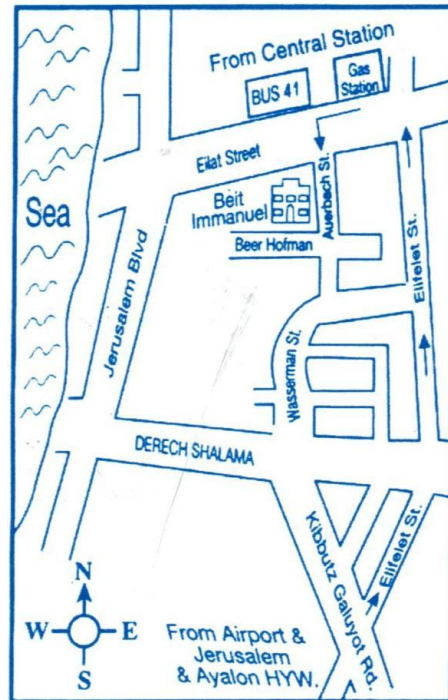 From Central Station
BUS 41
Gas
Station
Eilat Street
Auerbach St.
Beit
Immanuel
Sea
Beer Hofman
Elifelet St.
Jerusalem Blvd
Wasserman St.
DERECH SHALAMA
Kibbutz Galuyot Rd.
Elifelet St.
N
W
E
S
From Airport &
Jerusalem
& Ayalon HYW.